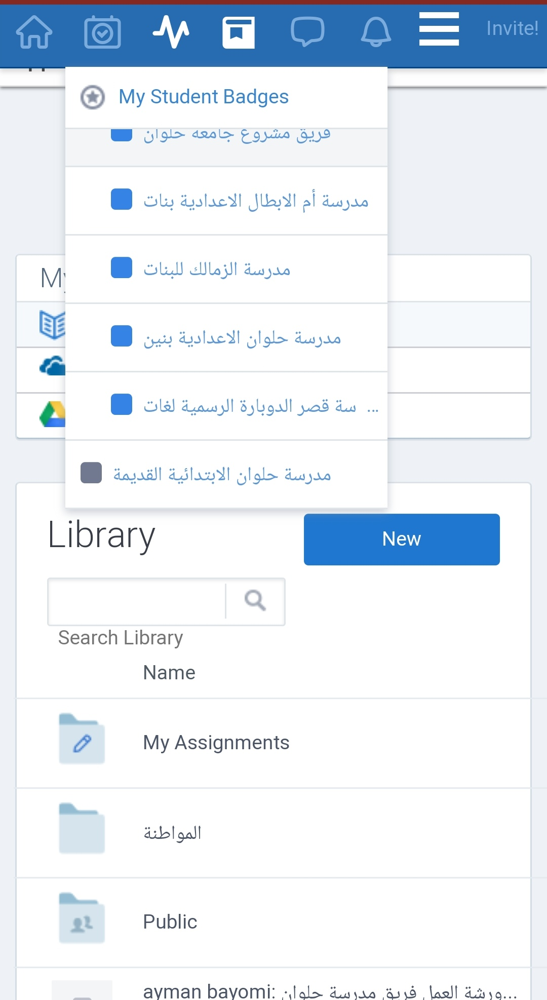 Invite!
My Student Badges
فريق مشروع جامعة حلوان
مدرسة أم الابطال الاعدادية بنات
مدرسة الزمالك للبنات
مدرسة حلوان الاعدادية بنين
سة قصر الدوبارة الرسمية لغات ...
مدرسة حلوان الابتدائية القديمة
My
Library
New
Search Library
Name
My Assignments
المواطنة
Public
ayman bayomi: ورشة العمل فريق مدرسة حلوان...